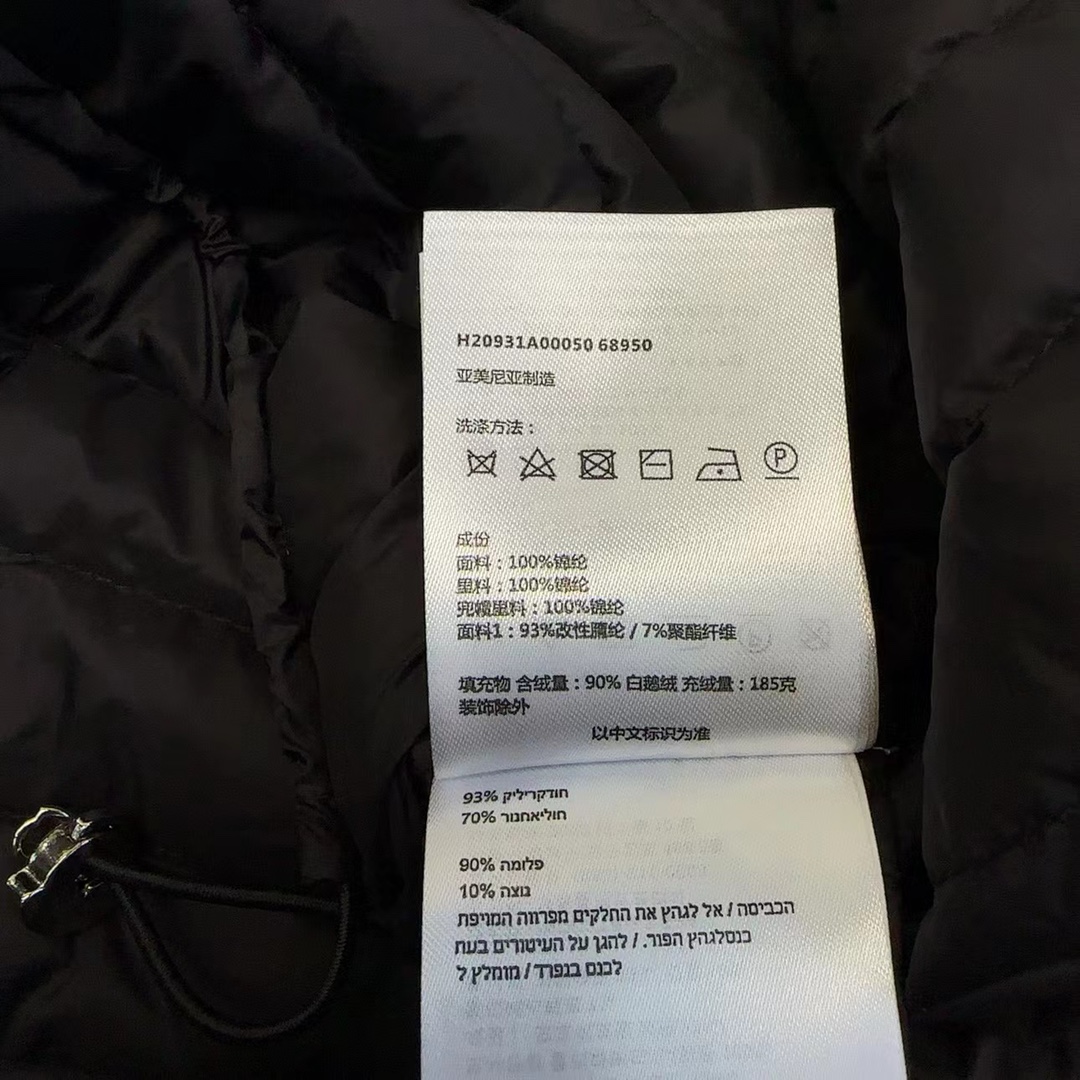 H20931A00050 68950
亚美尼亚制造
洗涤方法：
P
成份
面料：100%锦纶
里料：100%锦纶
兜帽里料：100%锦纶
面料1：93%改性腈纶 / 7%聚酯纤维
填充物 含绒量：90% 白鹅绒 充绒量：185克
装饰除外
以中文标识为准
93% חודקריליק
70% חוליאחנור
90% פלומה
10% נוצה
הכביסה / אל לגהץ את החלקים מפרווה המויפת
כנסלגהץ הפור. / להגן על העיטורים בעת
לכנס בנפרד / מומלץ ל